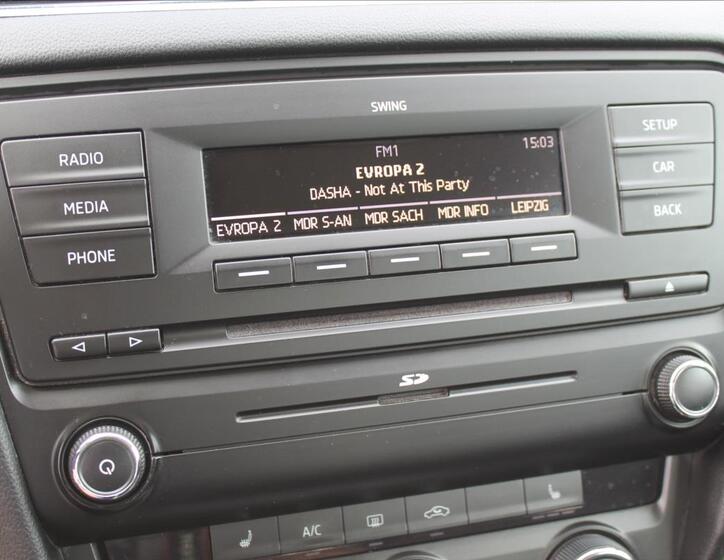 SWING
RADIO
MEDIA
PHONE
FM1 15:03
EVROPA 2
DASHA - Not At This Party
EVROPA 2 MDR S-AN MDR SACH MDR INFO LEIPZIG
SETUP
CAR
BACK
SD
A/C